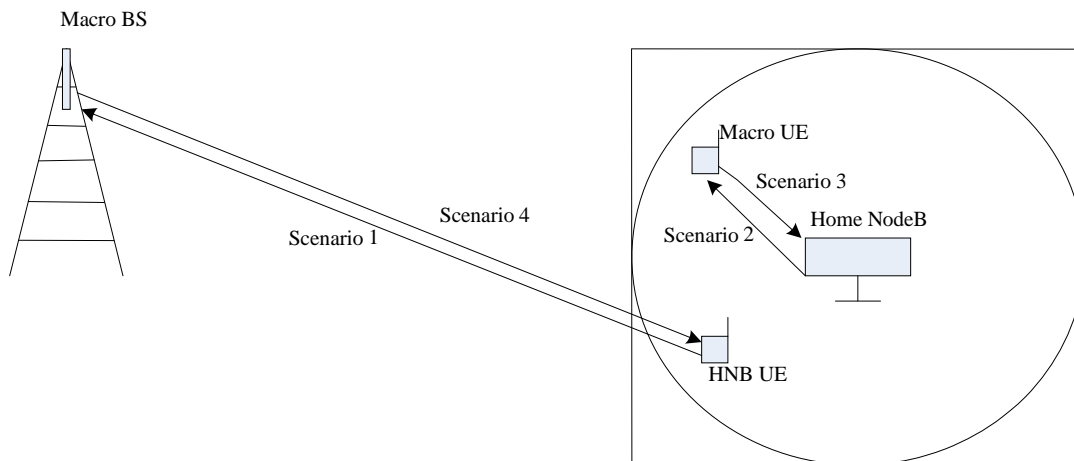 Macro BS
Macro UE
Scenario 3
Scenario 4
Home NodeB
Scenario 1
Scenario 2
HNB UE